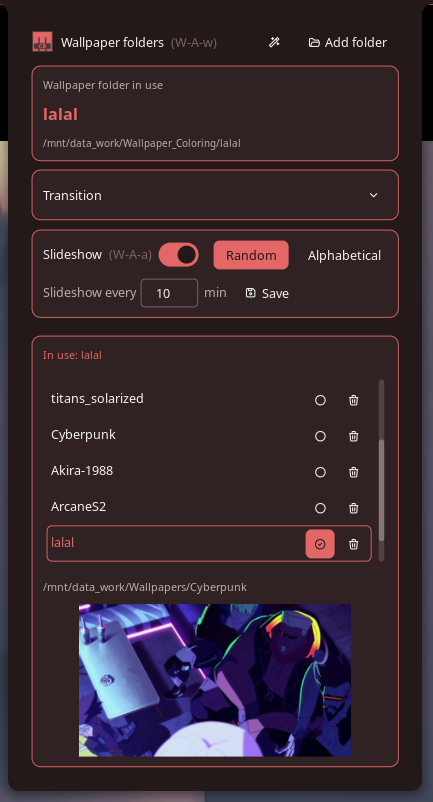 Wallpaper folders (W-A-w) Add folder
Wallpaper folder in use
lalal
/mnt/data_work/Wallpaper_Coloring/lalal
Transition
Slideshow (W-A-a) Random Alphabetical
Slideshow every 10 min Save
In use: lalal
titans_solarized
Cyberpunk
Akira-1988
ArcaneS2
lalal
/mnt/data_work/Wallpapers/Cyberpunk